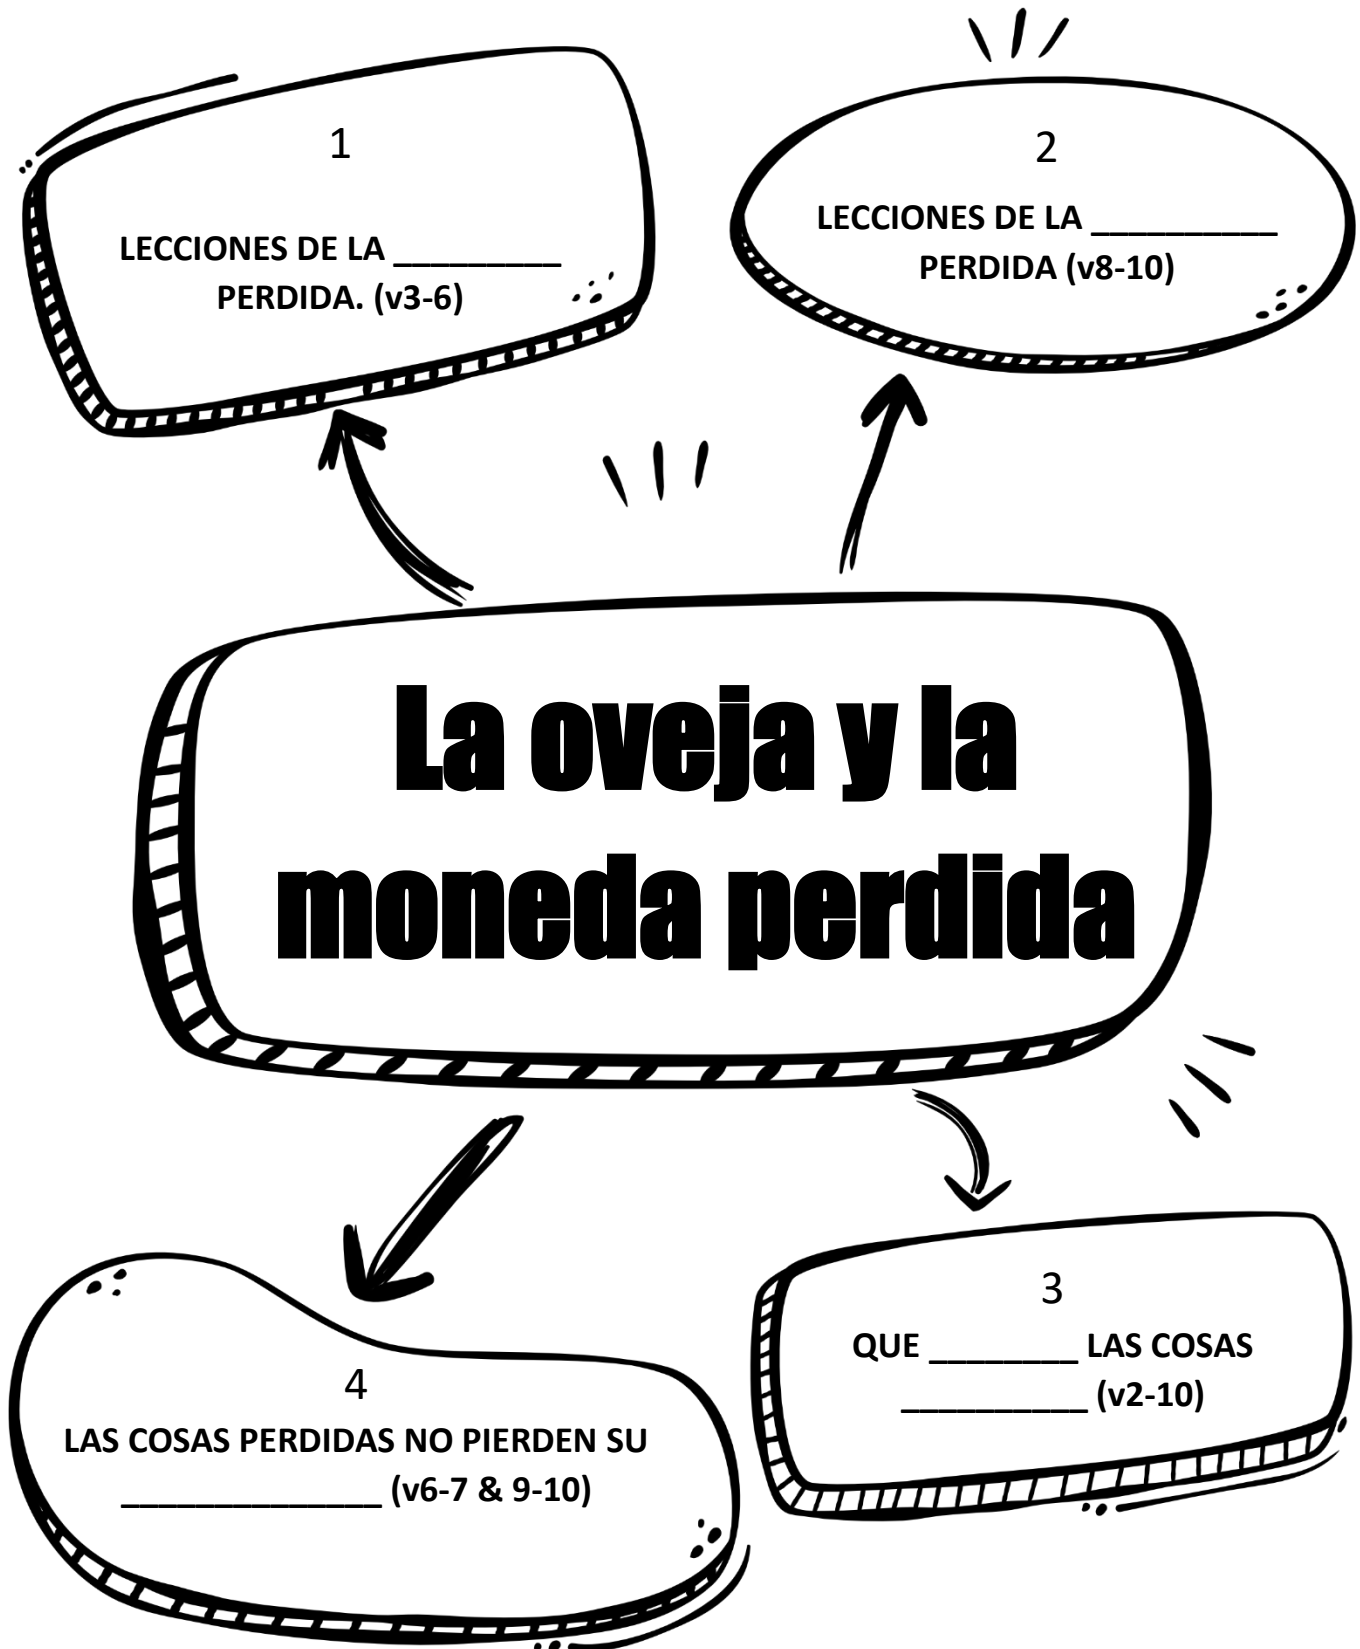 1
LECCIONES DE LA _________
PERDIDA. (v3-6)
2
LECCIONES DE LA __________
PERDIDA (v8-10)
La oveja y la
moneda perdida
3
QUE ________ LAS COSAS
__________ (v2-10)
4
LAS COSAS PERDIDAS NO PIERDEN SU
______________ (v6-7 & 9-10)